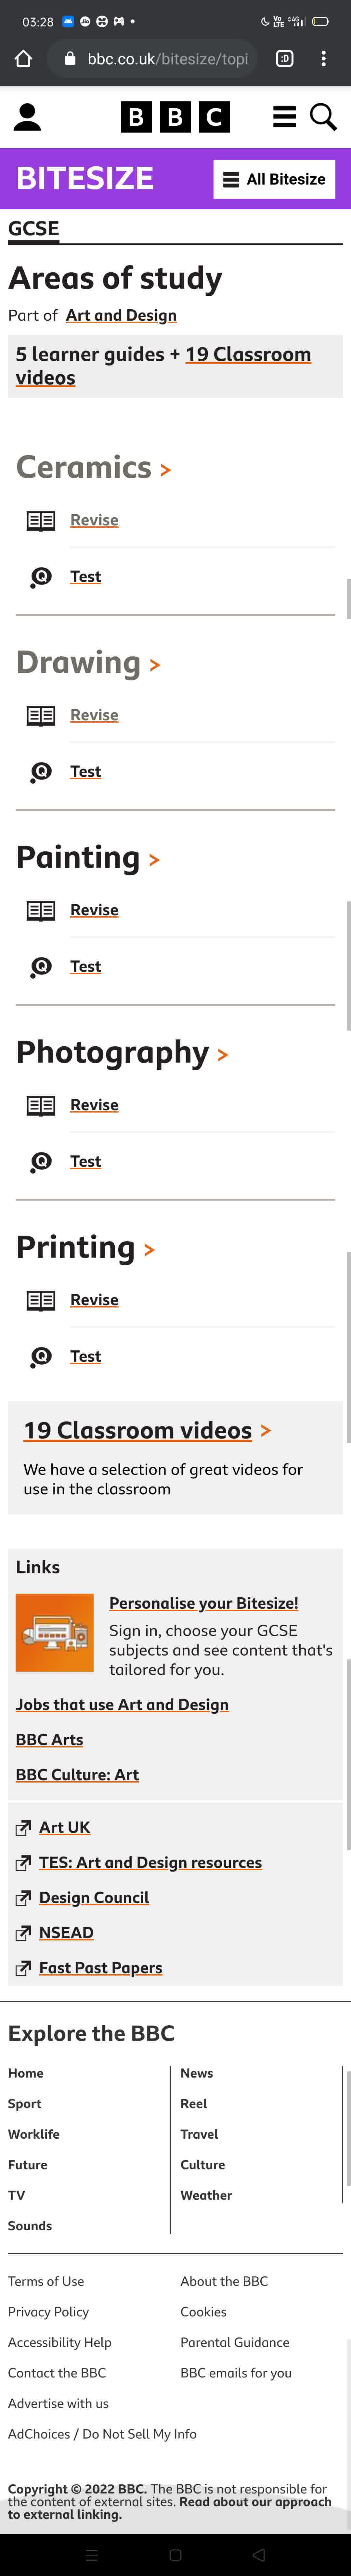 03:28
Vo LTE 4G
bbc.co.uk/bitesize/topi
:D
BBC
BITESIZE
All Bitesize
GCSE
Areas of study
Part of Art and Design
5 learner guides + 19 Classroom
videos
Ceramics >
Revise
Test
Drawing >
Revise
Test
Painting >
Revise
Test
Photography >
Revise
Test
Printing >
Revise
Test
19 Classroom videos >
We have a selection of great videos for
use in the classroom
Links
Personalise your Bitesize!
Sign in, choose your GCSE
subjects and see content that's
tailored for you.
Jobs that use Art and Design
BBC Arts
BBC Culture: Art
Art UK
TES: Art and Design resources
Design Council
NSEAD
Fast Past Papers
Explore the BBC
Home
News
Sport
Reel
Worklife
Travel
Future
Culture
TV
Weather
Sounds
Terms of Use
About the BBC
Privacy Policy
Cookies
Accessibility Help
Parental Guidance
Contact the BBC
BBC emails for you
Advertise with us
AdChoices / Do Not Sell My Info
Copyright © 2022 BBC. The BBC is not responsible for
the content of external sites. Read about our approach
to external linking.